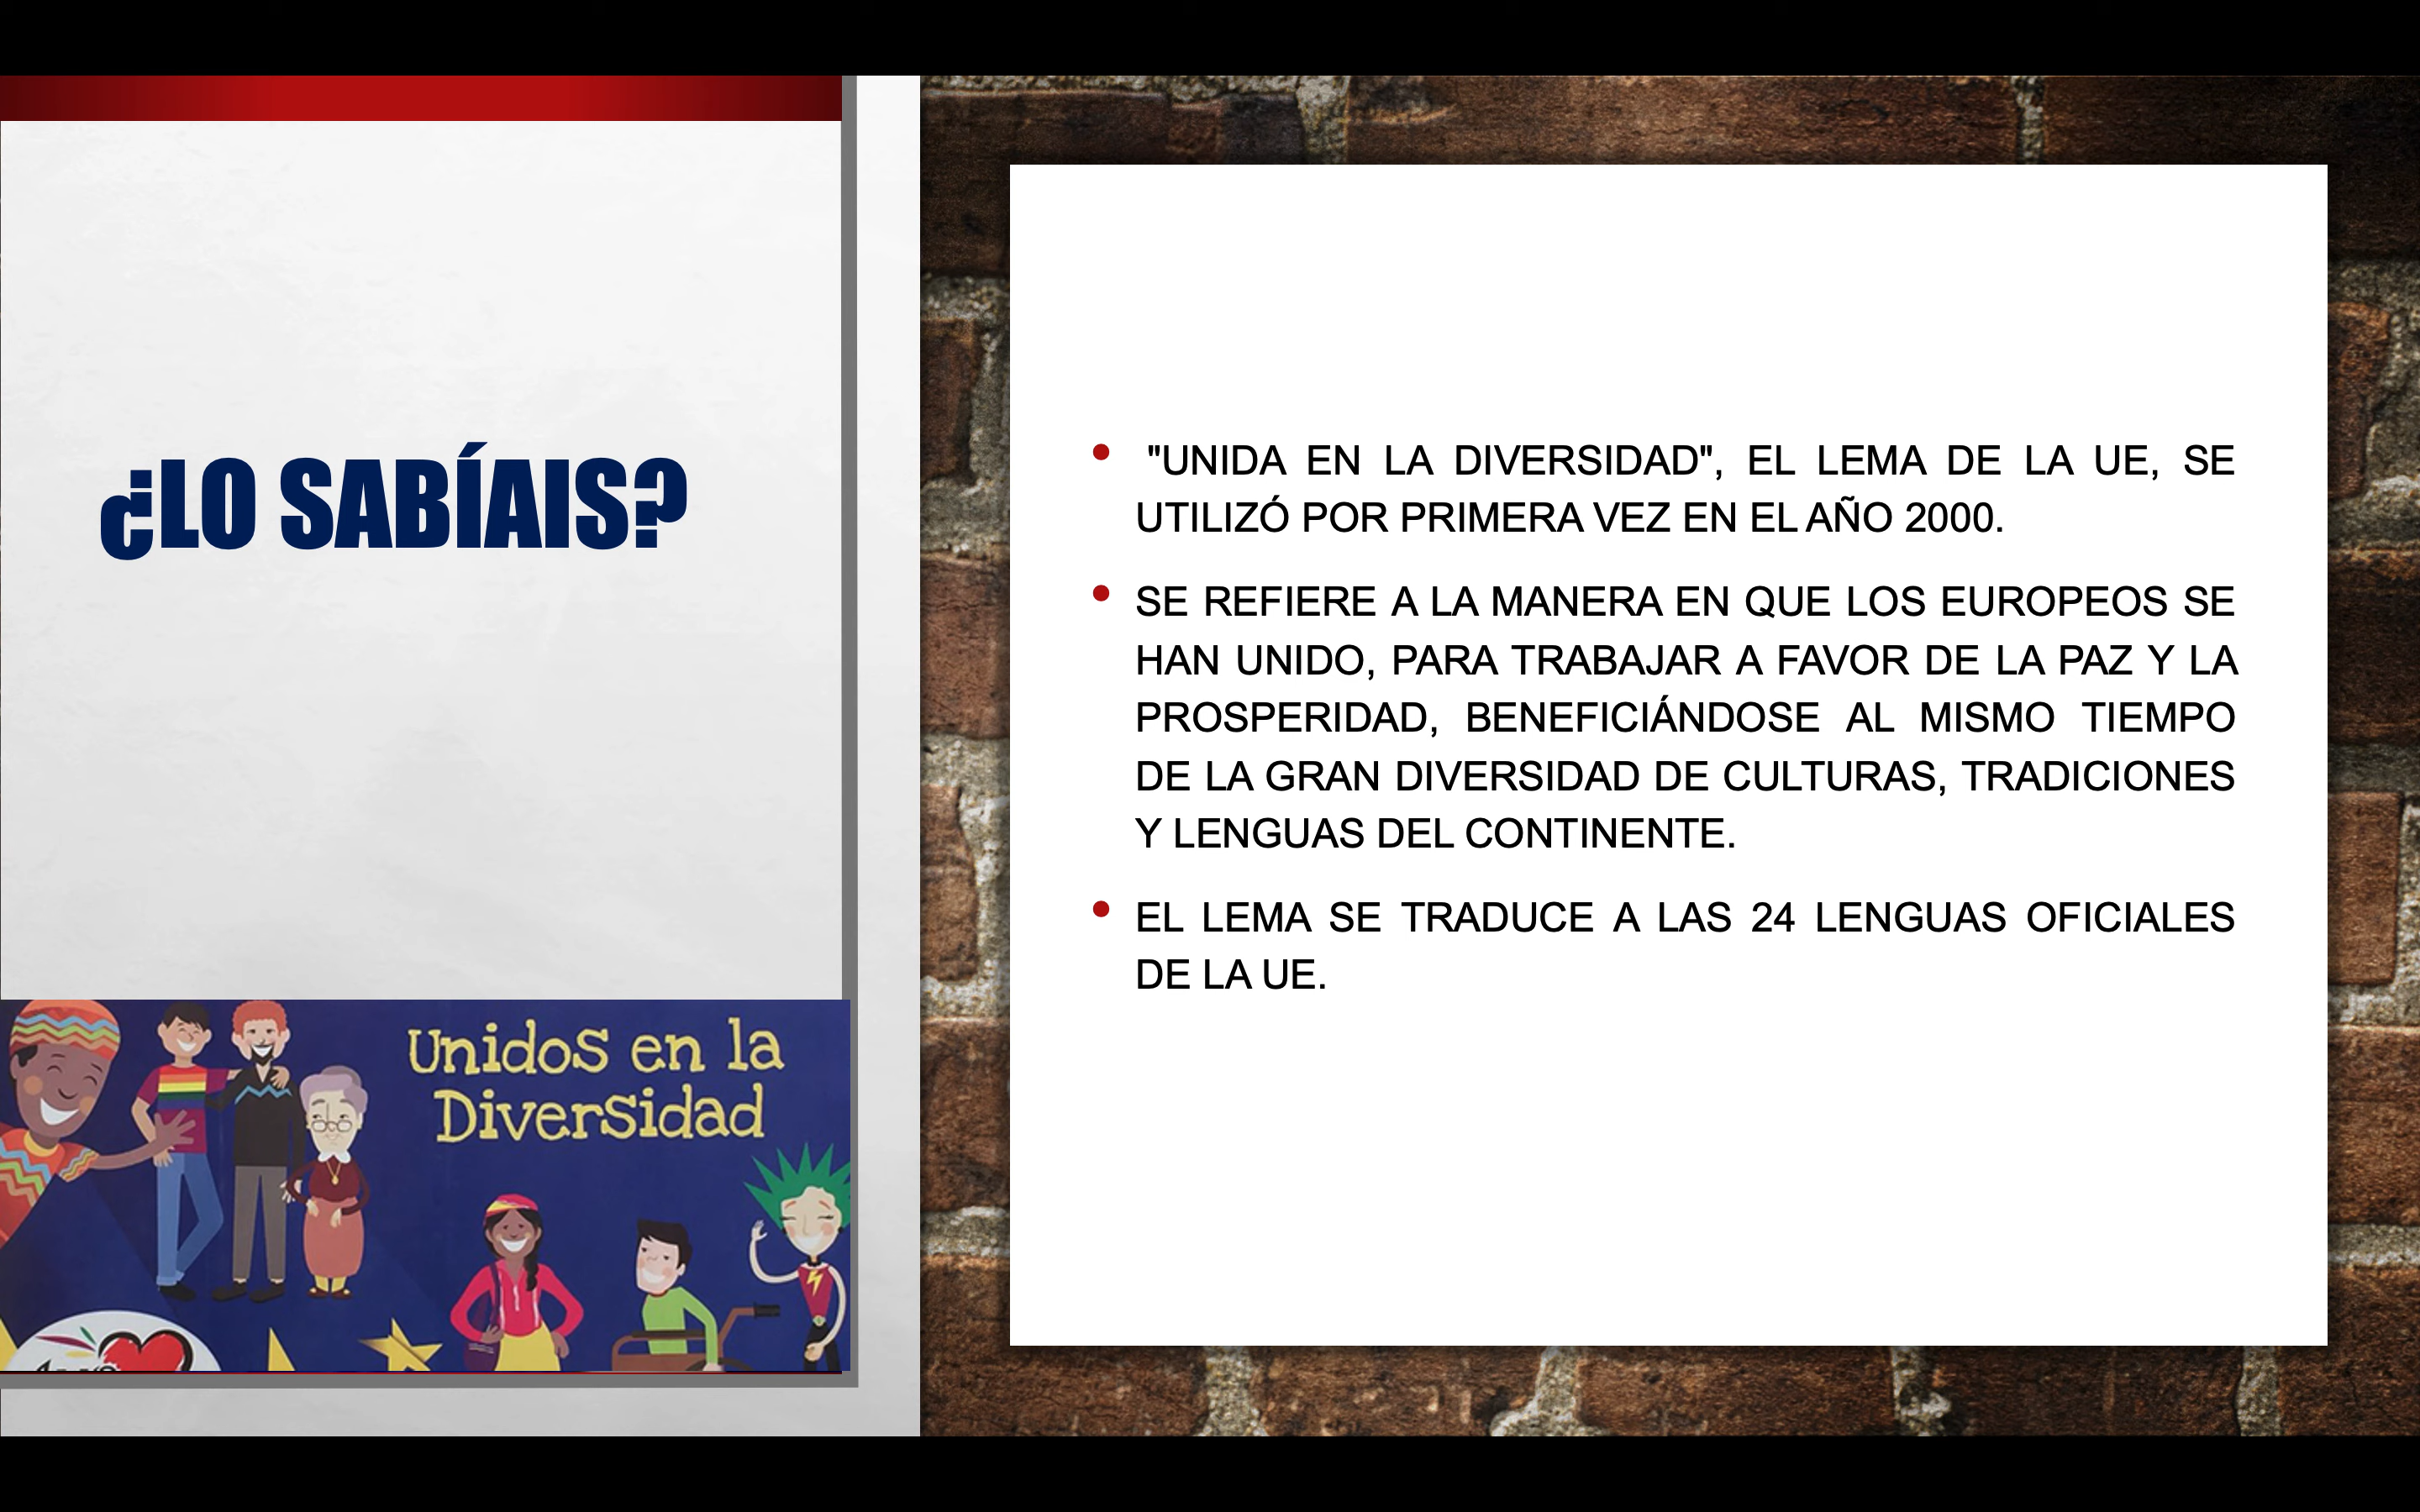 ¿LO SABÍAIS?
Unidos en la
Diversidad
"UNIDA EN LA DIVERSIDAD", EL LEMA DE LA UE, SE
UTILIZÓ POR PRIMERA VEZ EN EL AÑO 2000.
SE REFIERE A LA MANERA EN QUE LOS EUROPEOS SE
HAN UNIDO, PARA TRABAJAR A FAVOR DE LA PAZ Y LA
PROSPERIDAD, BENEFICIÁNDOSE AL MISMO TIEMPO
DE LA GRAN DIVERSIDAD DE CULTURAS, TRADICIONES
Y LENGUAS DEL CONTINENTE.
EL LEMA SE TRADUCE A LAS 24 LENGUAS OFICIALES
DE LA UE.